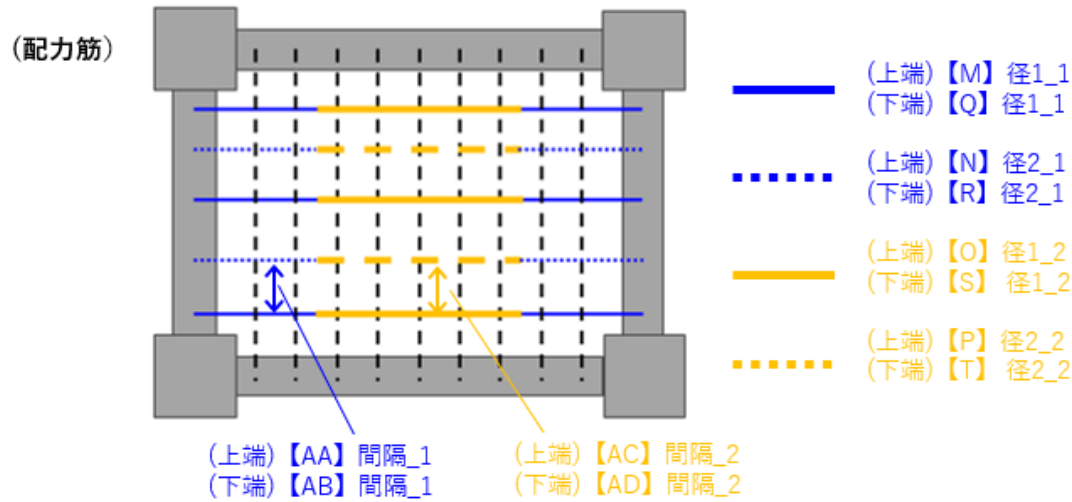 (配力筋)
(上端)【M】径1_1
(下端)【Q】径1_1
(上端)【N】径2_1
(下端)【R】径2_1
(上端)【O】径1_2
(下端)【S】径1_2
(上端)【P】径2_2
(下端)【T】径2_2
(上端)【AA】間隔_1
(下端)【AB】間隔_1
(上端)【AC】間隔_2
(下端)【AD】間隔_2